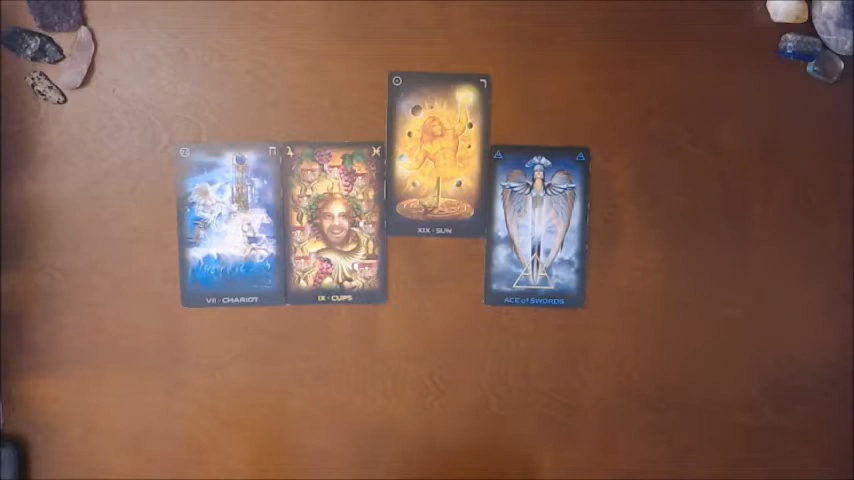 VII · CHARIOT
IX · CUPS
XIX · SUN
ACE of SWORDS